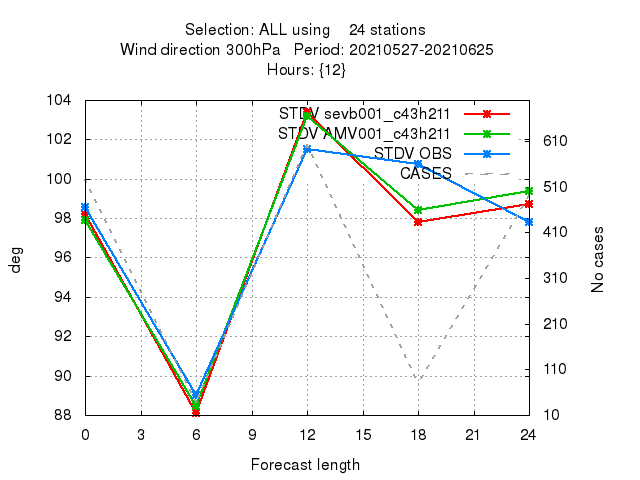 Selection: ALL using    24 stations
Wind direction 300hPa   Period: 20210527-20210625
Hours: {12}
STDV sevb001_c43h211
STDV AMV001_c43h211
STDV OBS
CASES
104
102
100
98
96
94
92
90
88
deg
610
510
410
310
210
110
10
No cases
0 3 6 9 12 15 18 21 24
Forecast length